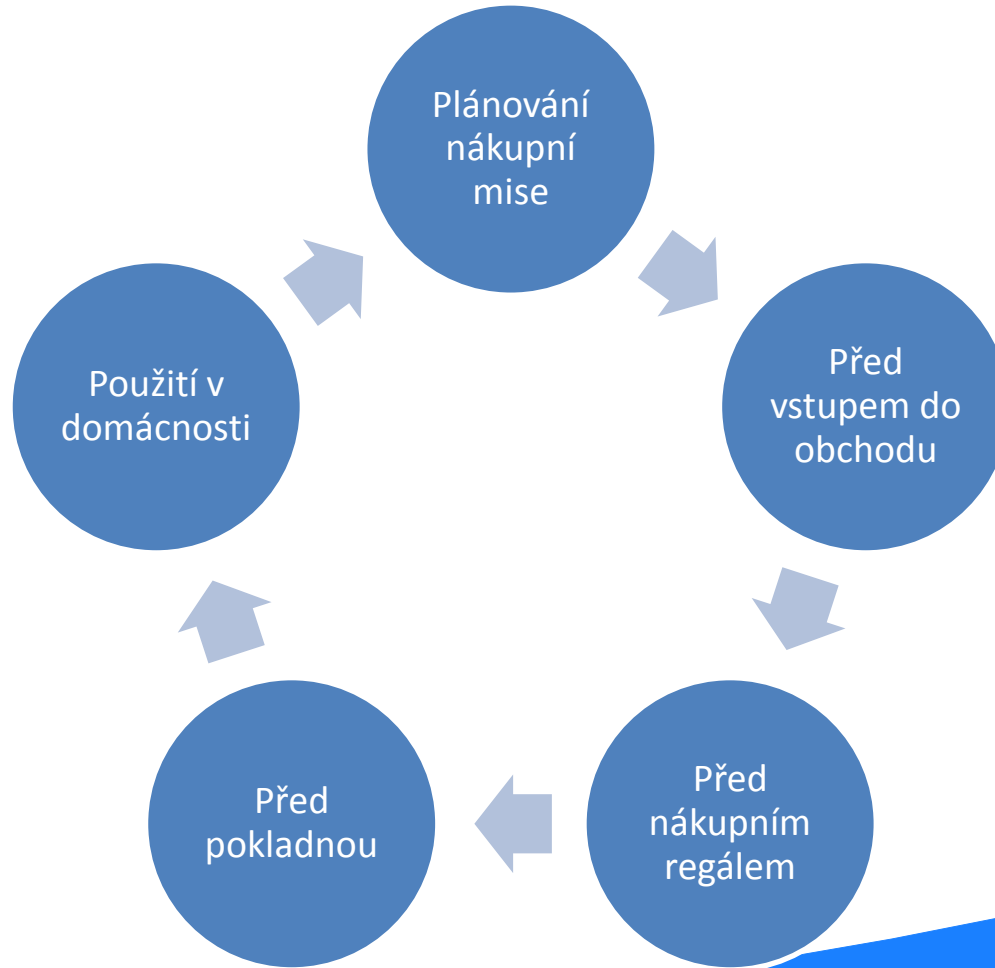 Plánování
nákupní
mise
Před
vstupem do
obchodu
Před
nákupním
regálem
Před
pokladnou
Použití v
domácnosti